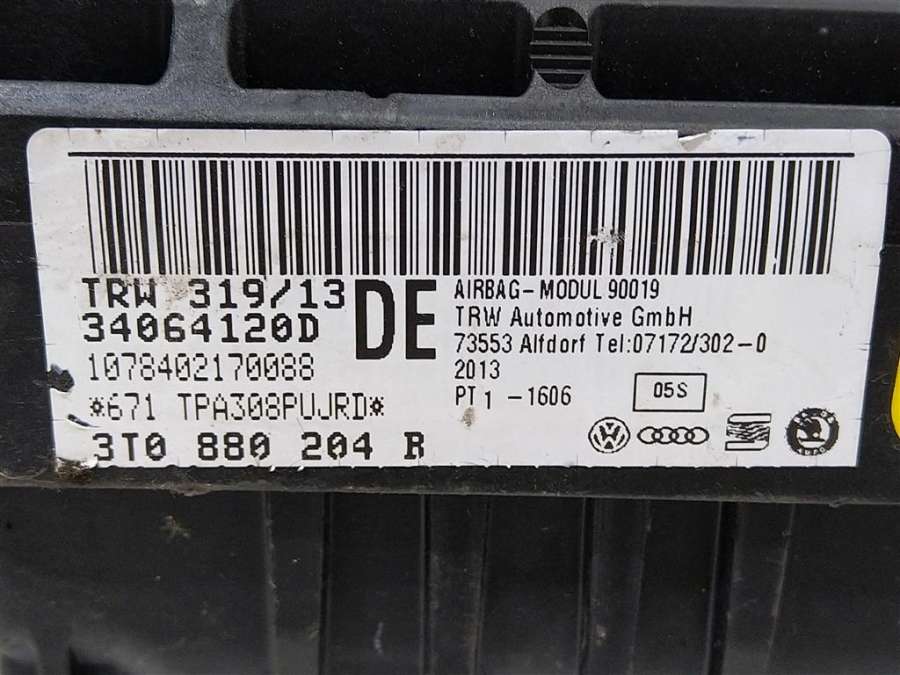 TRW 319/13
34064120D
DE
1078402170088
*671 TPA308PUJRD*
3T0 880 204 R
AIRBAG-MODUL 90019
TRW Automotive GmbH
73553 Alfdorf Tel:07172/302-0
2013
PT 1 -1606
05S